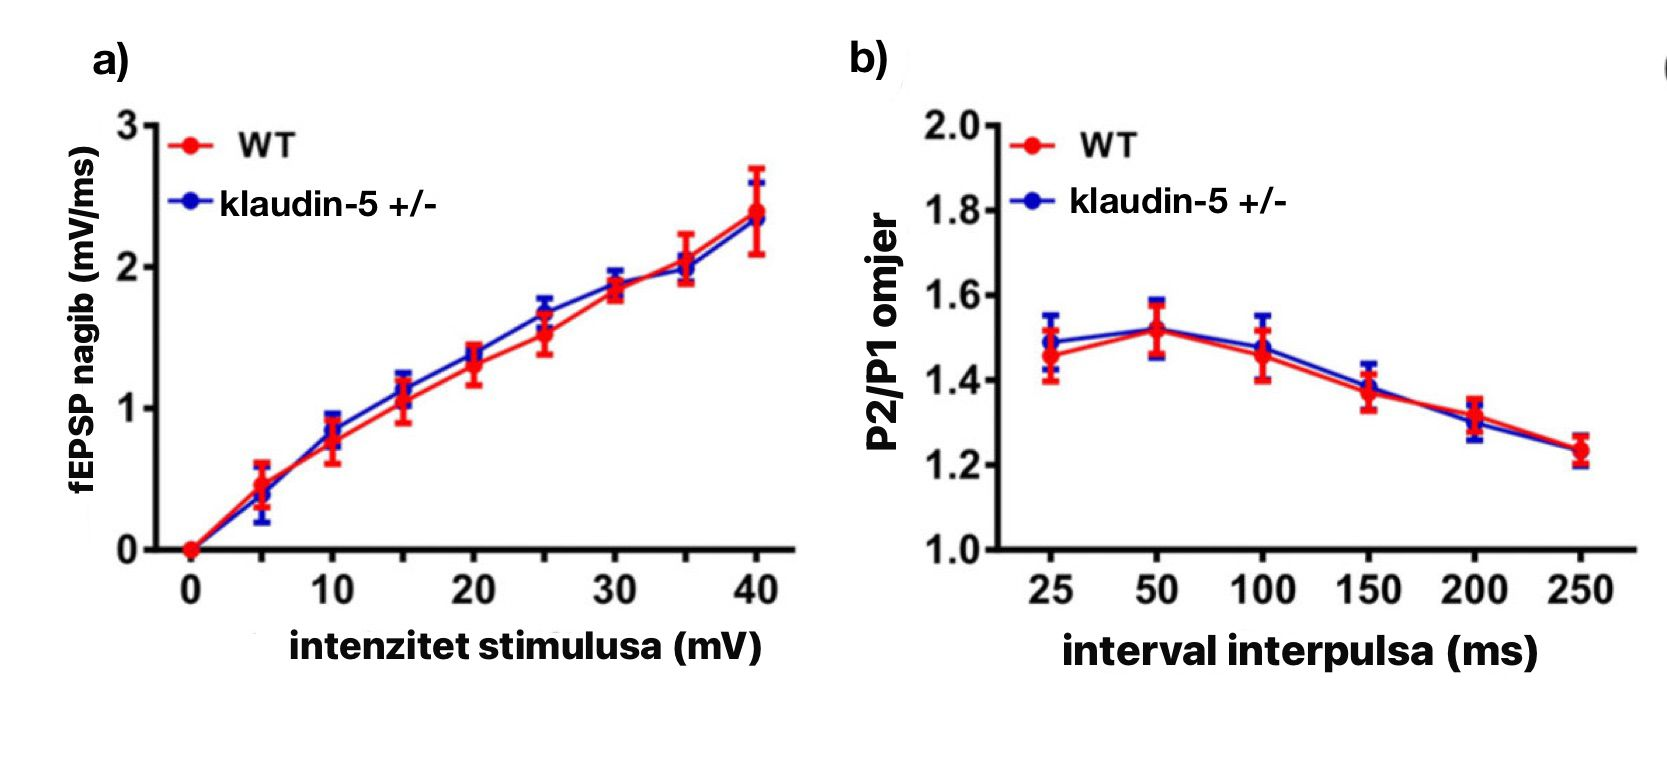 a)
fEPSP nagib (mV/ms)
3
2
1
0
WT
klaudin-5 +/-
0 10 20 30 40
intenzitet stimulusa (mV)
b)
P2/P1 omjer
2.0
1.8
1.6
1.4
1.2
1.0
WT
klaudin-5 +/-
25 50 100 150 200 250
interval interpulsa (ms)